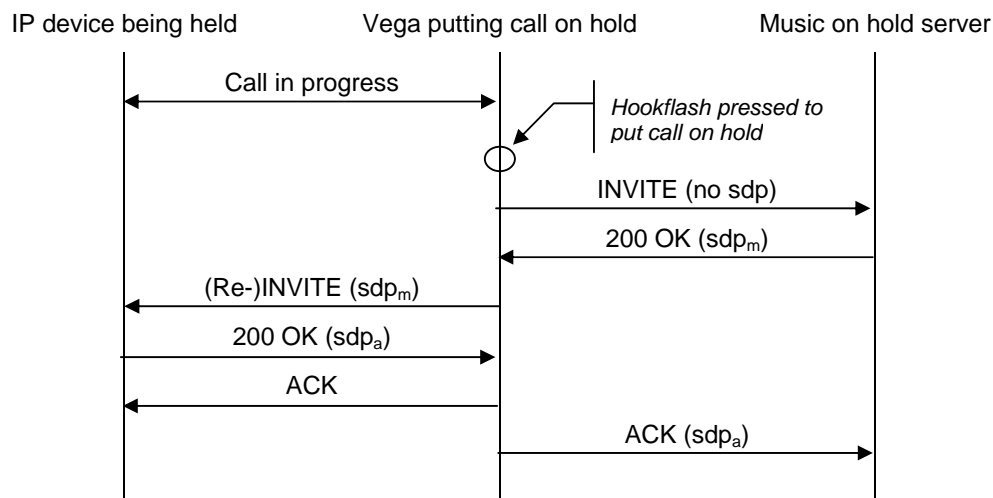 IP device being held
Vega putting call on hold
Music on hold server
Call in progress
Hookflash pressed to
put call on hold
INVITE (no sdp)
200 OK (sdpm)
(Re-)INVITE (sdpm)
200 OK (sdpa)
ACK
ACK (sdpa)